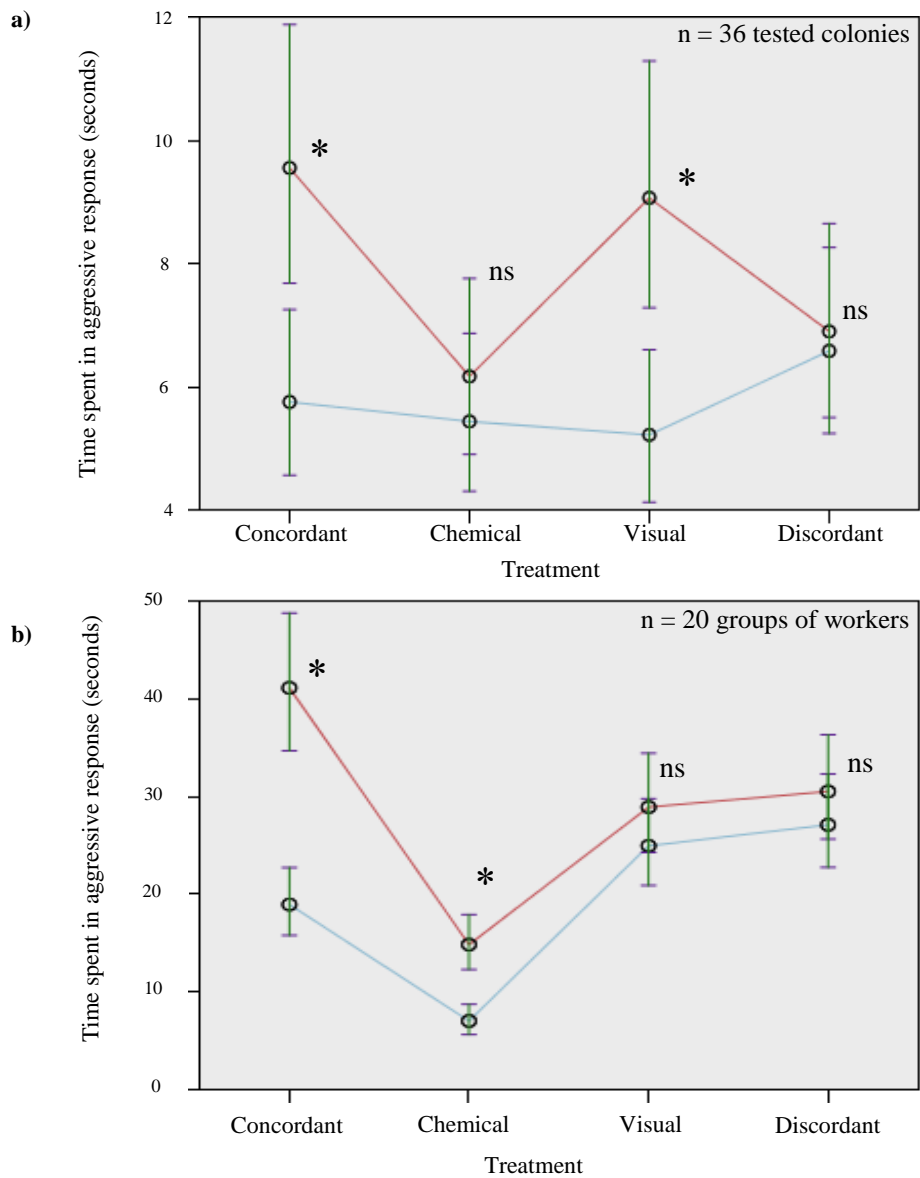 a)
Time spent in aggressive response (seconds)
12
10
8
6
4
n = 36 tested colonies
*
ns
*
ns
Concordant Chemical Visual Discordant
Treatment
b)
Time spent in aggressive response (seconds)
50
40
30
20
10
0
n = 20 groups of workers
*
*
ns
ns
Concordant Chemical Visual Discordant
Treatment